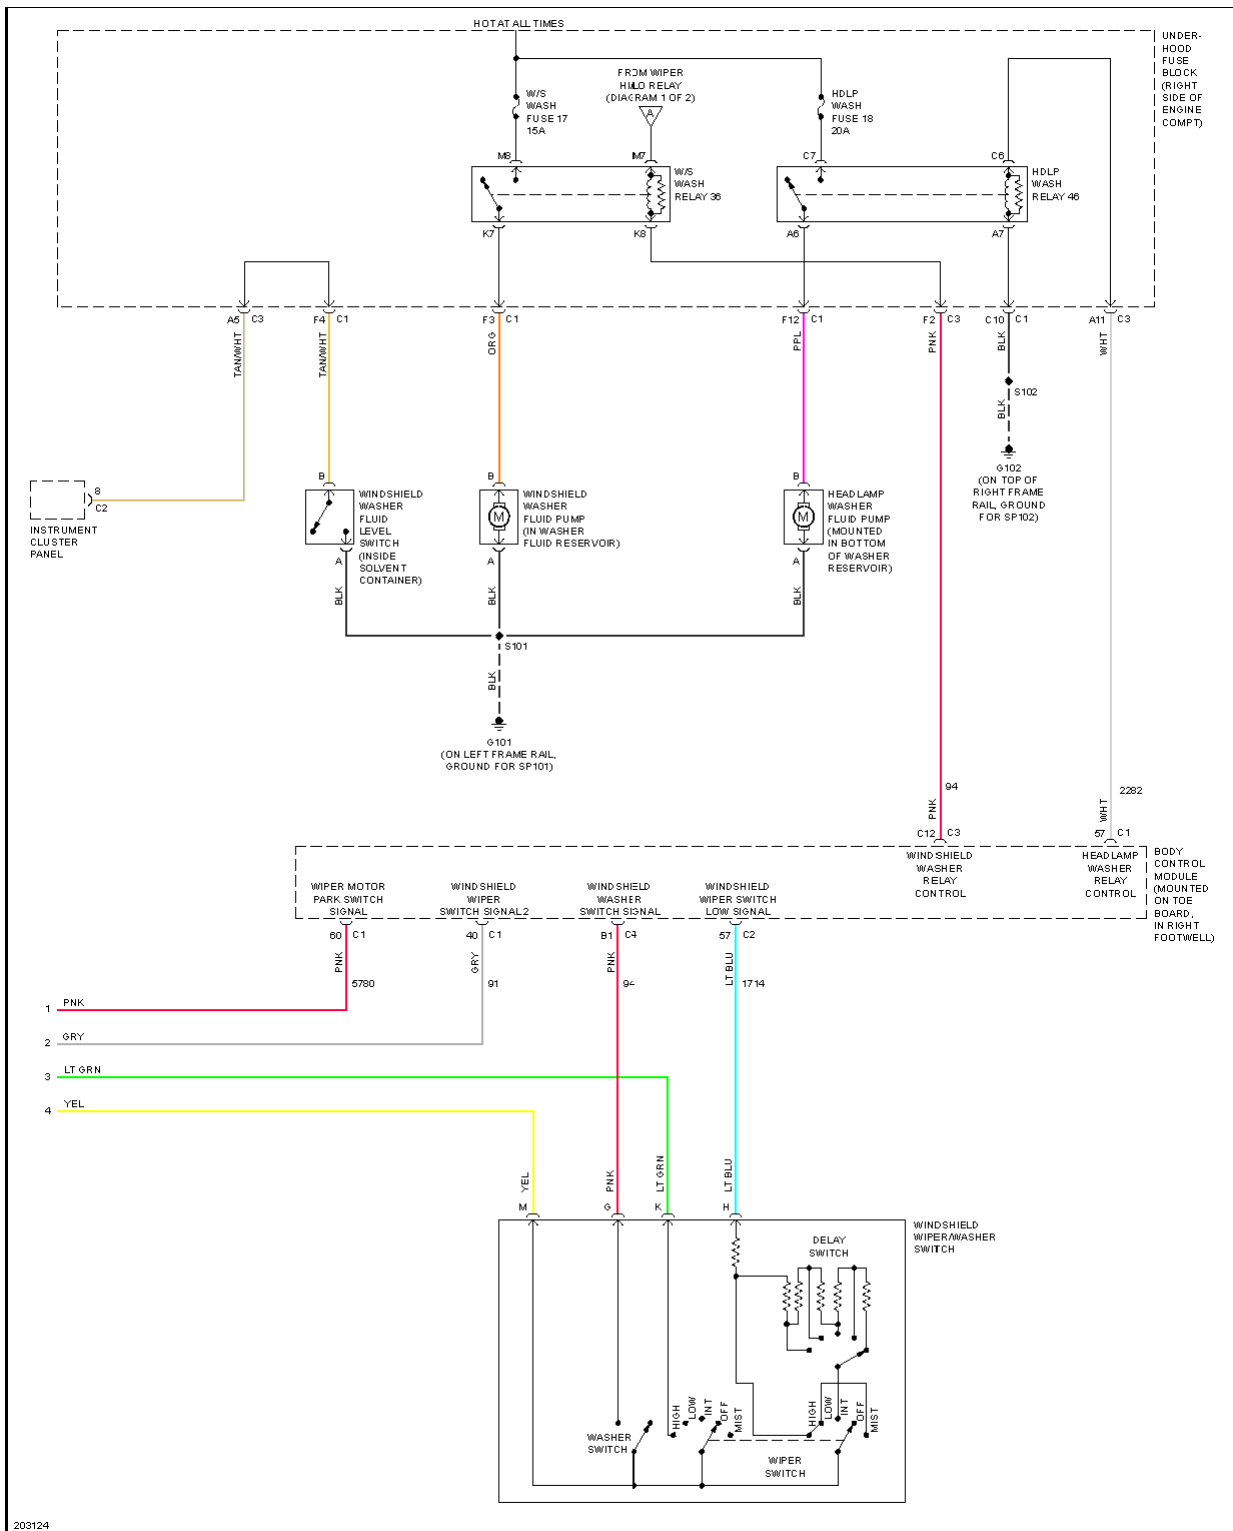 HOT AT ALL TIMES
UNDER-
HOOD
FUSE
BLOCK
(RIGHT
SIDE OF
ENGINE
COMPT)
W/S
WASH
FUSE 17
15A
FROM WIPER
HI/LO RELAY
(DIAGRAM 1 OF 2)
A
HDLP
WASH
FUSE 18
20A
M8
M7
C7
C6
W/S
WASH
RELAY 36
HDLP
WASH
RELAY 46
K7
K8
A6
A7
A5 C3
F4 C1
F3 C1
F12 C1
F2 C3
C10 C1
A11 C3
TAN/WHT
TAN/WHT
ORG
PPL
PNK
BLK
WHT
S102
BLK
G102
(ON TOP OF
RIGHT FRAME
RAIL, GROUND
FOR SP102)
8
C2
INSTRUMENT
CLUSTER
PANEL
B
WINDSHIELD
WASHER
FLUID
LEVEL
SWITCH
(INSIDE
SOLVENT
CONTAINER)
A
B
M
WINDSHIELD
WASHER
FLUID PUMP
(IN WASHER
FLUID RESERVOIR)
A
B
M
HEADLAMP
WASHER
FLUID PUMP
(MOUNTED
IN BOTTOM
OF WASHER
RESERVOIR)
A
BLK
BLK
BLK
S101
BLK
G101
(ON LEFT FRAME RAIL,
GROUND FOR SP101)
94
2282
PNK
WHT
C12 C3
57 C1
WINDSHIELD
WASHER
RELAY
CONTROL
HEADLAMP
WASHER
RELAY
CONTROL
BODY
CONTROL
MODULE
(MOUNTED
ON TOE
BOARD,
IN RIGHT
FOOTWELL)
WIPER MOTOR
PARK SWITCH
SIGNAL
WINDSHIELD
WIPER
SWITCH SIGNAL 2
WINDSHIELD
WASHER
SWITCH SIGNAL
WINDSHIELD
WIPER SWITCH
LOW SIGNAL
60 C1
40 C1
B1 C4
57 C2
PNK
GRY
PNK
LT BLU
5780
91
94
1714
1 PNK
2 GRY
3 LT GRN
4 YEL
YEL
PNK
LT GRN
LT BLU
M
G
K
H
WINDSHIELD
WIPER/WASHER
SWITCH
DELAY
SWITCH
WASHER
SWITCH
HIGH
LOW
INT
OFF
MIST
HIGH
LOW
INT
OFF
MIST
WIPER
SWITCH
203124